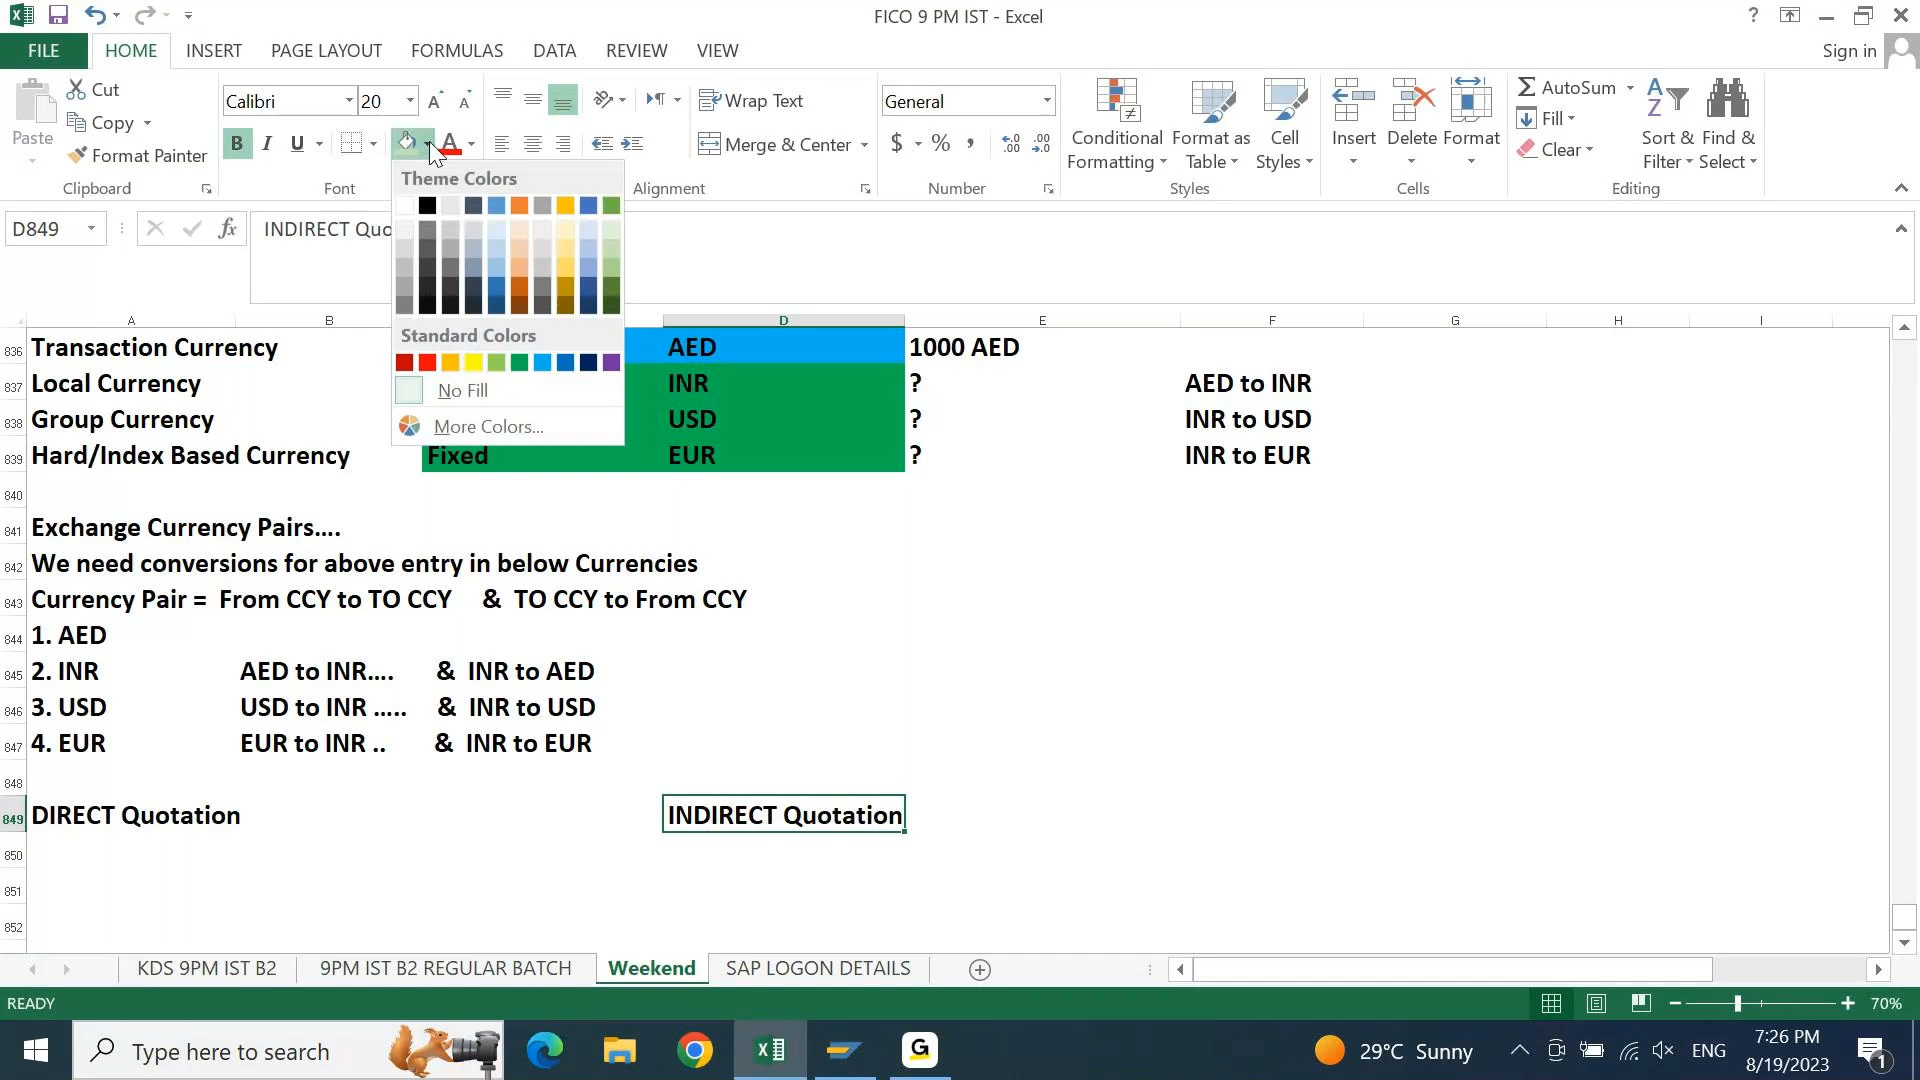 FICO 9 PM IST - Excel
?
FILE HOME INSERT PAGE LAYOUT FORMULAS DATA REVIEW VIEW Sign in
Paste
Cut
Copy
Format Painter
Clipboard
Calibri 20
B I U
Font
Wrap Text
Merge & Center
Alignment
General
$ % ,
Number
Conditional Formatting
Format as Table
Cell Styles
Styles
Insert Delete Format
Cells
AutoSum
Fill
Clear
Sort & Filter
Find & Select
Editing
Theme Colors
Standard Colors
No Fill
More Colors...
D849 fx INDIRECT Quo
A B D E F G H I
836 Transaction Currency AED 1000 AED
837 Local Currency INR ? AED to INR
838 Group Currency USD ? INR to USD
839 Hard/Index Based Currency Fixed EUR ? INR to EUR
840
841 Exchange Currency Pairs....
842 We need conversions for above entry in below Currencies
843 Currency Pair = From CCY to TO CCY & TO CCY to From CCY
844 1. AED
845 2. INR AED to INR.... & INR to AED
846 3. USD USD to INR ..... & INR to USD
847 4. EUR EUR to INR .. & INR to EUR
848
849 DIRECT Quotation INDIRECT Quotation
850
851
852
KDS 9PM IST B2 9PM IST B2 REGULAR BATCH Weekend SAP LOGON DETAILS
READY 70%
Type here to search
29°C Sunny
ENG
7:26 PM
8/19/2023
1